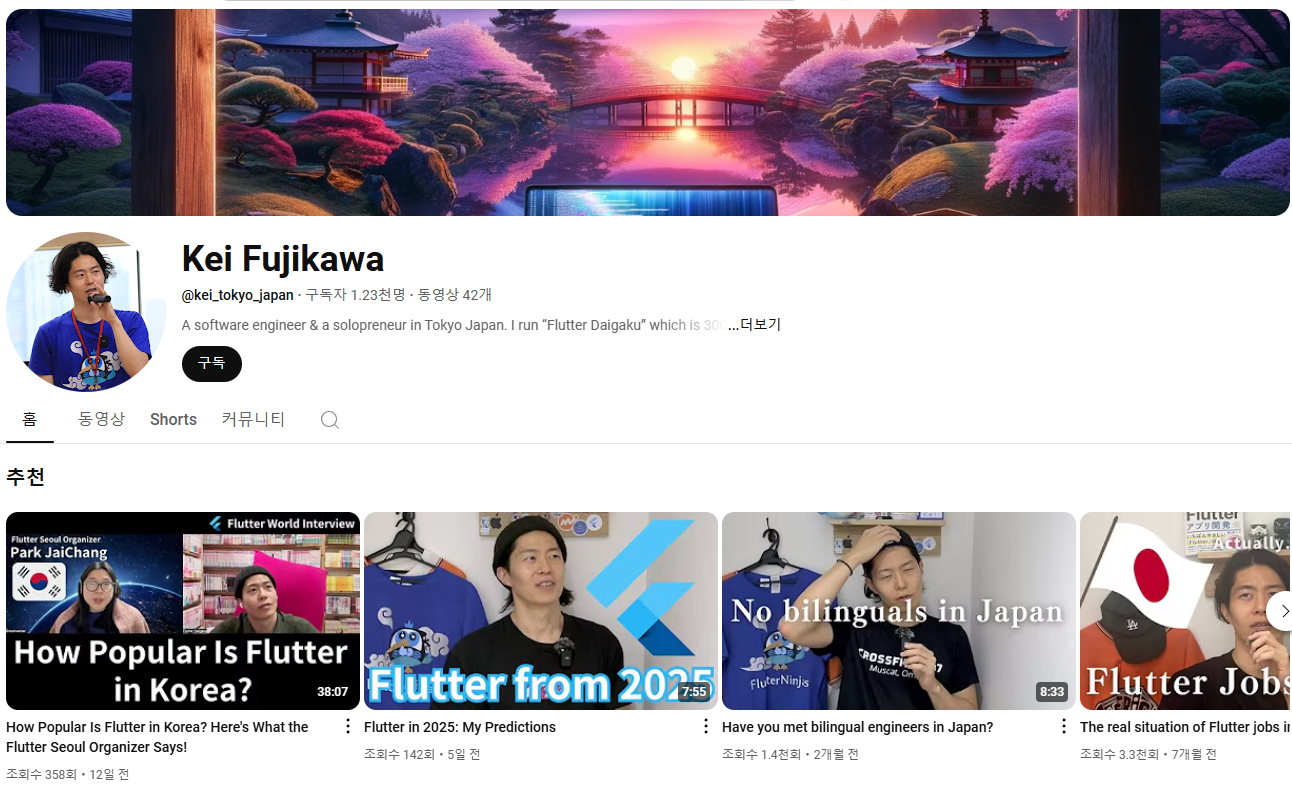 Kei Fujikawa
@kei_tokyo_japan · 구독자 1.23천명 · 동영상 42개
A software engineer & a solopreneur in Tokyo Japan. I run “Flutter Daigaku” which is 300 ...더보기
구독
홈 동영상 Shorts 커뮤니티
추천
Flutter World Interview
Flutter Seoul Organizer
Park JaiChang
How Popular Is Flutter
in Korea?
38:07
How Popular Is Flutter in Korea? Here's What the
Flutter Seoul Organizer Says!
조회수 358회 · 12일 전
Flutter from 2025
7:55
Flutter in 2025: My Predictions
조회수 142회 · 5일 전
No bilinguals in Japan
FlutterNinjas
CROSSFI
Muscat, Om
8:33
Have you met bilingual engineers in Japan?
조회수 1.4천회 · 2개월 전
Flutter
アプリ開発
Actually.
LA
Flutter Jobs
The real situation of Flutter jobs i
조회수 3.3천회 · 7개월 전